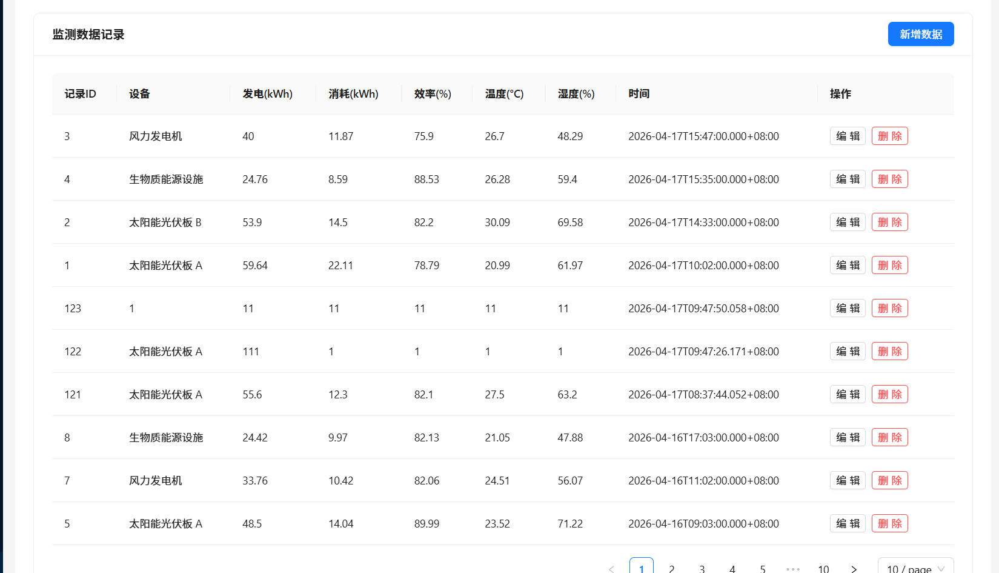 监测数据记录 新增数据
记录ID 设备 发电(kWh) 消耗(kWh) 效率(%) 温度(°C) 湿度(%) 时间 操作
3 风力发电机 40 11.87 75.9 26.7 48.29 2026-04-17T15:47:00.000+08:00 编 辑 删 除
4 生物质能源设施 24.76 8.59 88.53 26.28 59.4 2026-04-17T15:35:00.000+08:00 编 辑 删 除
2 太阳能光伏板 B 53.9 14.5 82.2 30.09 69.58 2026-04-17T14:33:00.000+08:00 编 辑 删 除
1 太阳能光伏板 A 59.64 22.11 78.79 20.99 61.97 2026-04-17T10:02:00.000+08:00 编 辑 删 除
123 1 11 11 11 11 11 2026-04-17T09:47:50.058+08:00 编 辑 删 除
122 太阳能光伏板 A 111 1 1 1 1 2026-04-17T09:47:26.171+08:00 编 辑 删 除
121 太阳能光伏板 A 55.6 12.3 82.1 27.5 63.2 2026-04-17T08:37:44.052+08:00 编 辑 删 除
8 生物质能源设施 24.42 9.97 82.13 21.05 47.88 2026-04-16T17:03:00.000+08:00 编 辑 删 除
7 风力发电机 33.76 10.42 82.06 24.51 56.07 2026-04-16T11:02:00.000+08:00 编 辑 删 除
5 太阳能光伏板 A 48.5 14.04 89.99 23.52 71.22 2026-04-16T09:03:00.000+08:00 编 辑 删 除
< 1 2 3 4 5 ••• 10 > 10 / page